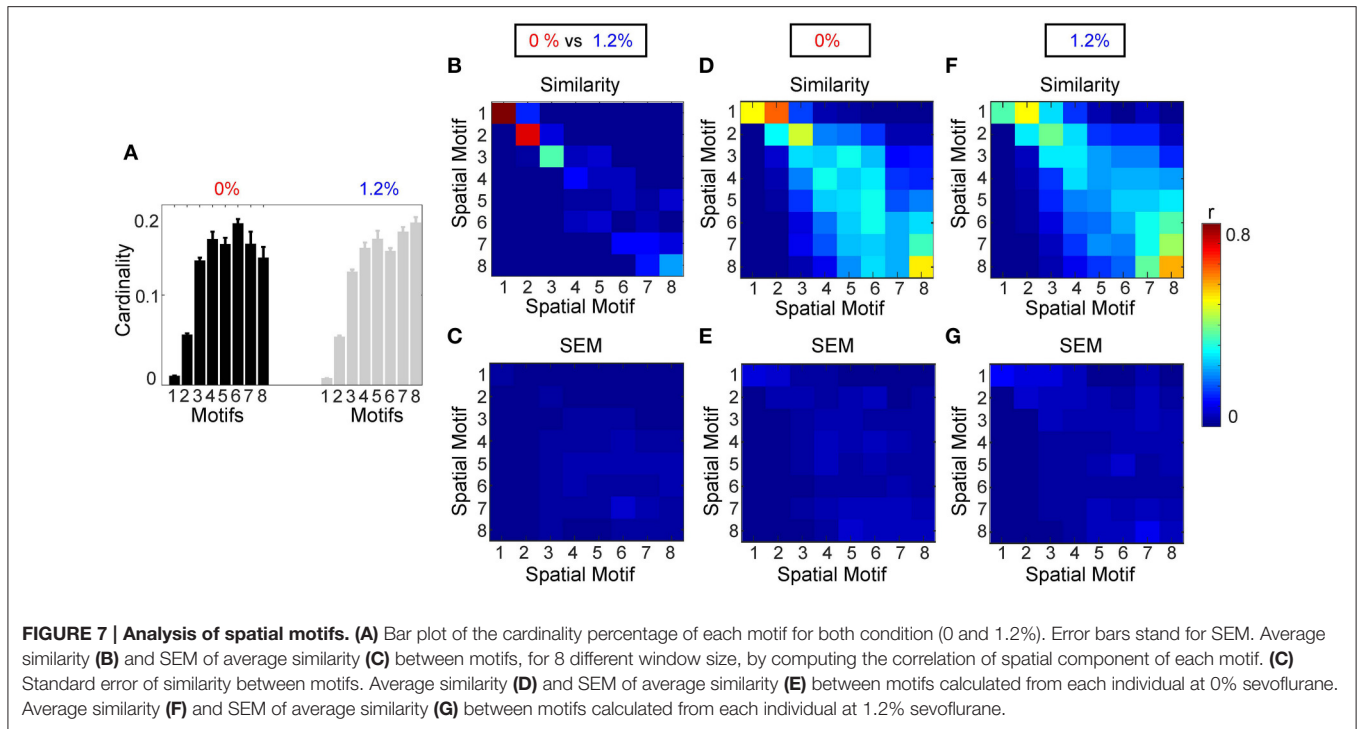 0 % vs 1.2%
0%
1.2%
B
Similarity
D
Similarity
F
Similarity
1
2
3
4
5
6
7
8
Spatial Motif
1 2 3 4 5 6 7 8
Spatial Motif
1
2
3
4
5
6
7
8
Spatial Motif
1 2 3 4 5 6 7 8
Spatial Motif
1
2
3
4
5
6
7
8
Spatial Motif
1 2 3 4 5 6 7 8
Spatial Motif
A
0%
1.2%
0.2
0.1
0
Cardinality
1 2 3 4 5 6 7 8
Motifs
1 2 3 4 5 6 7 8
Motifs
r
0.8
0
C
SEM
E
SEM
G
SEM
1
2
3
4
5
6
7
8
Spatial Motif
1 2 3 4 5 6 7 8
Spatial Motif
1
2
3
4
5
6
7
8
Spatial Motif
1 2 3 4 5 6 7 8
Spatial Motif
1
2
3
4
5
6
7
8
Spatial Motif
1 2 3 4 5 6 7 8
Spatial Motif
FIGURE 7 | Analysis of spatial motifs. (A) Bar plot of the cardinality percentage of each motif for both condition (0 and 1.2%). Error bars stand for SEM. Average
similarity (B) and SEM of average similarity (C) between motifs, for 8 different window size, by computing the correlation of spatial component of each motif. (C)
Standard error of similarity between motifs. Average similarity (D) and SEM of average similarity (E) between motifs calculated from each individual at 0% sevoflurane.
Average similarity (F) and SEM of average similarity (G) between motifs calculated from each individual at 1.2% sevoflurane.